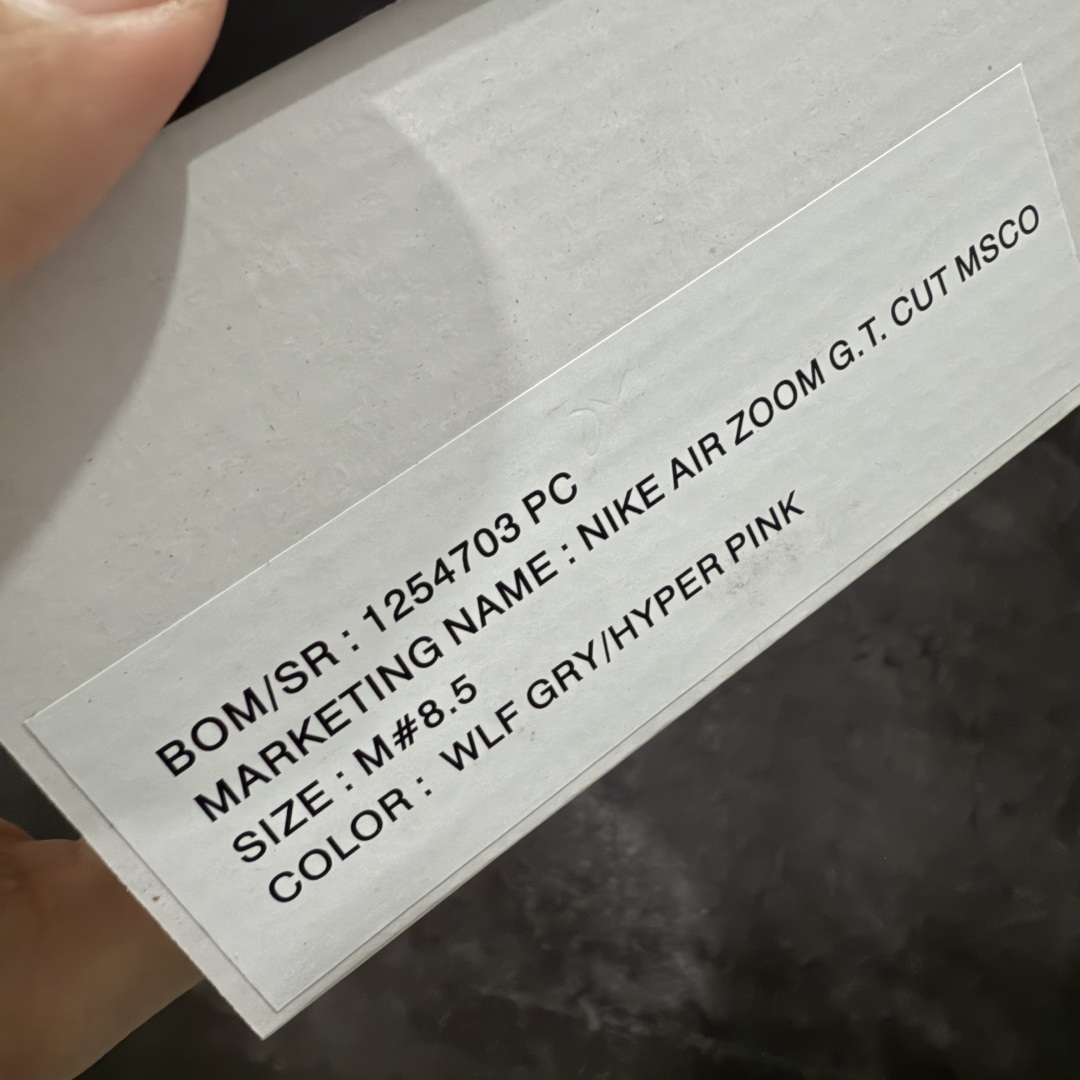 BOM/SR : 1254703 PC
MARKETING NAME : NIKE AIR ZOOM G.T. CUT MSCO
SIZE : M#8.5
COLOR : WLF GRY/HYPER PINK